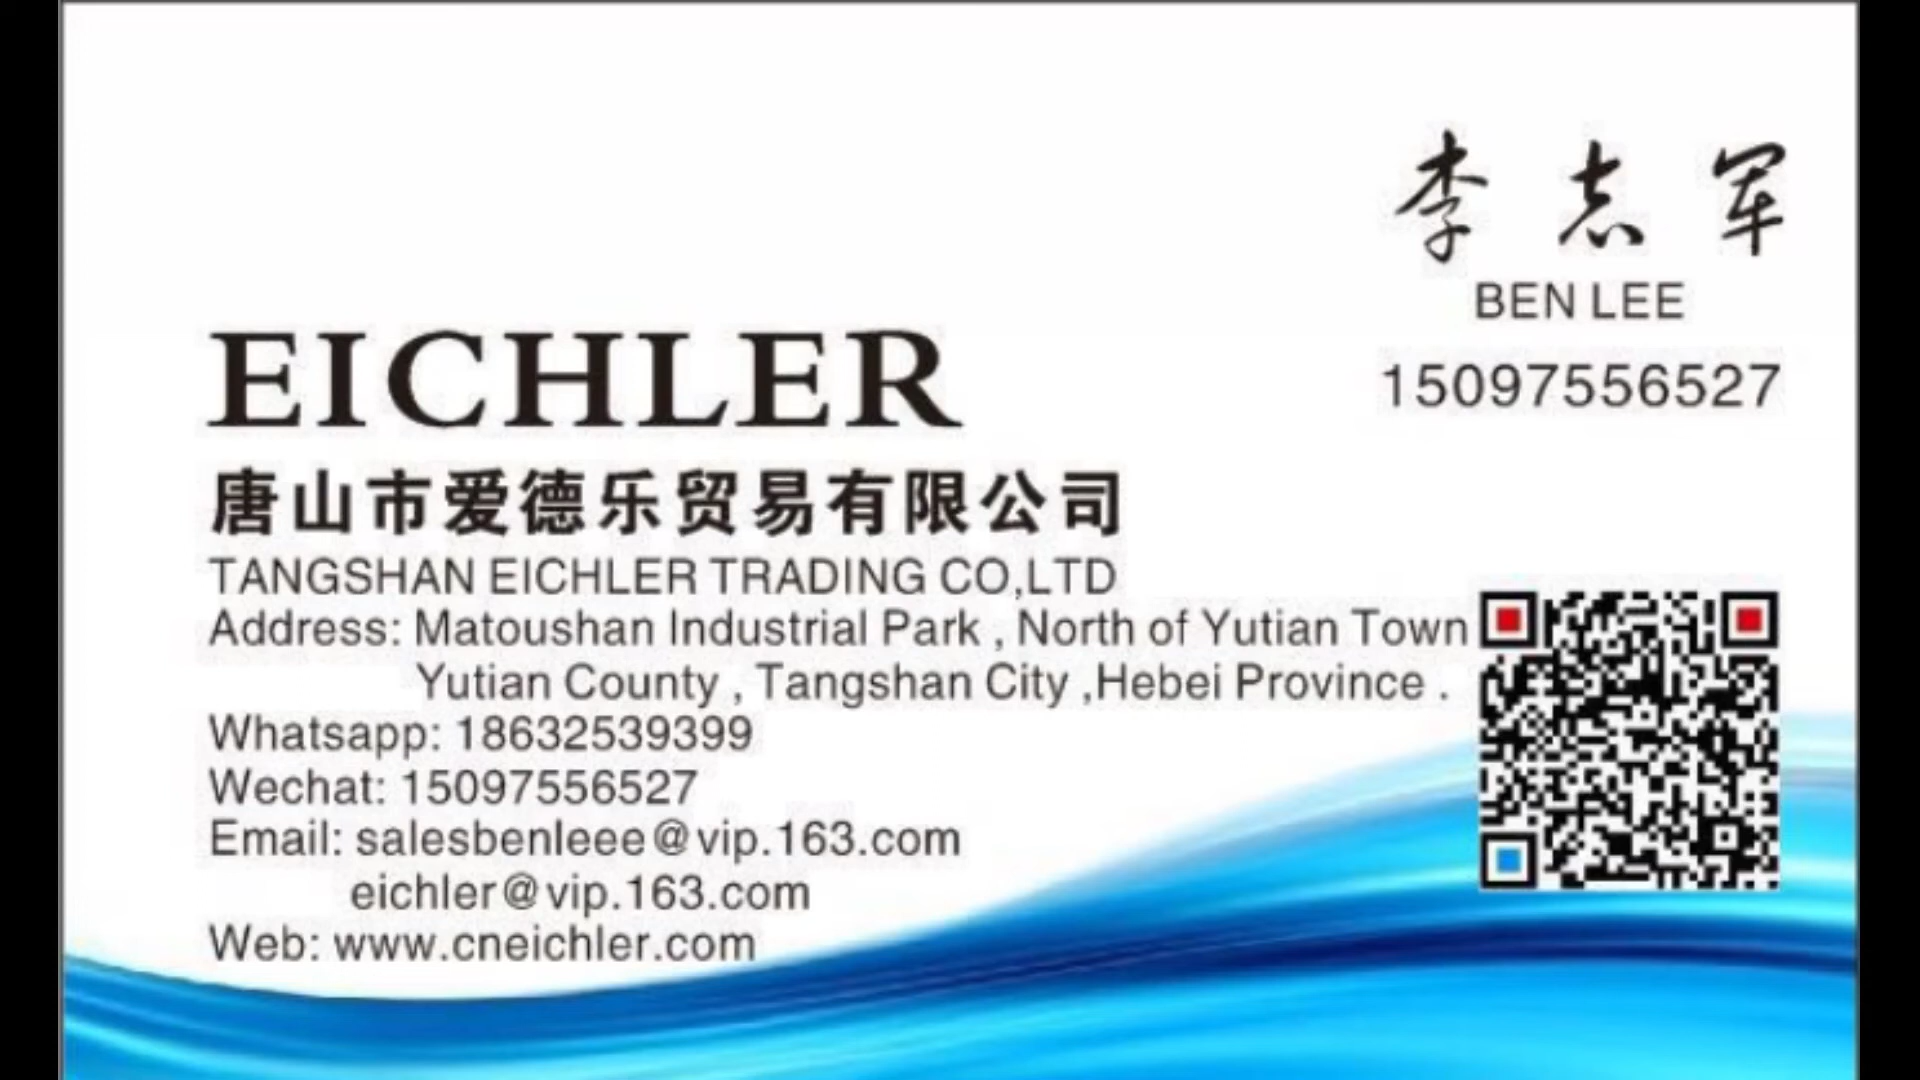 李志军
BEN LEE
15097556527
EICHLER
唐山市爱德乐贸易有限公司
TANGSHAN EICHLER TRADING CO,LTD
Address: Matoushan Industrial Park , North of Yutian Town
Yutian County , Tangshan City ,Hebei Province .
Whatsapp: 18632539399
Wechat: 15097556527
Email: salesbenleee@vip.163.com
eichler@vip.163.com
Web: www.cneichler.com